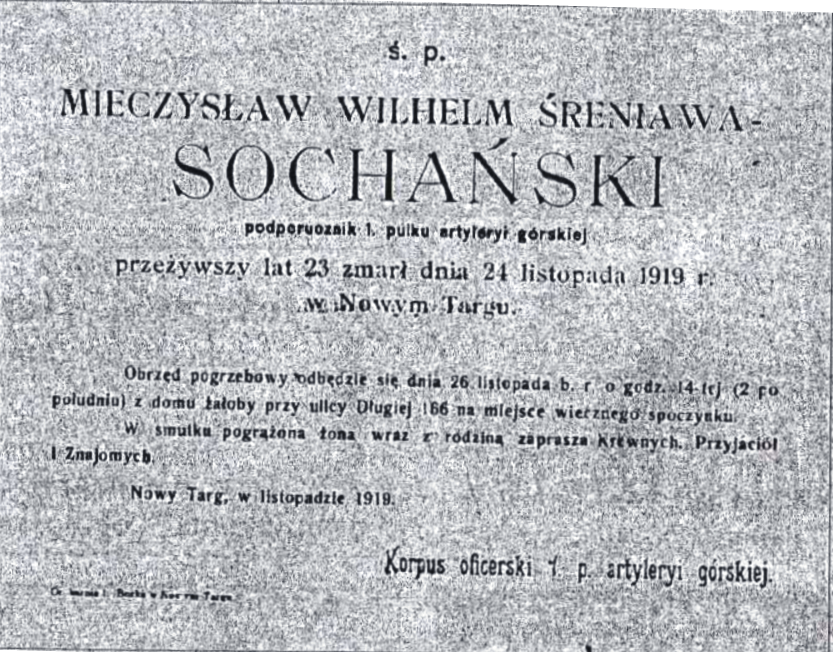 ś. p.
MIECZYSŁAW WILHELM ŚRENIAWA-
SOCHAŃSKI
podporucznik 1. pułku artyleryi górskiej
przeżywszy lat 23 zmarł dnia 24 listopada 1919 r.
w Nowym Targu.
Obrzęd pogrzebowy odbędzie się dnia 26 listopada b. r. o godz. 14-tej (2 po
południu) z domu żałoby przy ulicy Długiej 166 na miejsce wiecznego spoczynku.
W smutku pogrążona żona wraz z rodziną zaprasza Krewnych, Przyjaciół
i Znajomych.
Nowy Targ, w listopadzie 1919.
Korpus oficerski 1. p. artyleryi górskiej.
w Targu.